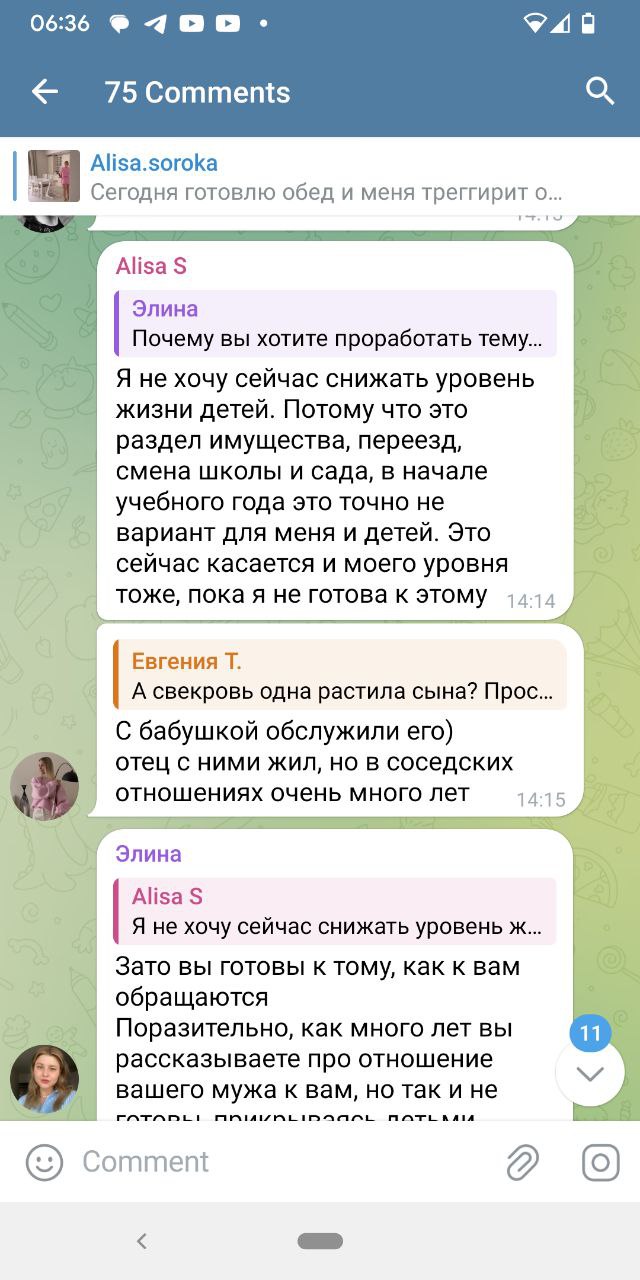 06:36
75 Comments
Alisa.soroka
Сегодня готовлю обед и меня треггирит о...
Alisa S
Элина
Почему вы хотите проработать тему...
Я не хочу сейчас снижать уровень
жизни детей. Потому что это
раздел имущества, переезд,
смена школы и сада, в начале
учебного года это точно не
вариант для меня и детей. Это
сейчас касается и моего уровня
тоже, пока я не готова к этому 14:14
Евгения Т.
А свекровь одна растила сына? Прос...
С бабушкой обслужили его)
отец с ними жил, но в соседских
отношениях очень много лет 14:15
Элина
Alisa S
Я не хочу сейчас снижать уровень ж...
Зато вы готовы к тому, как к вам
обращаются
Поразительно, как много лет вы
рассказываете про отношение
вашего мужа к вам, но так и не
готовы, прикрываясь детьми
11
Comment